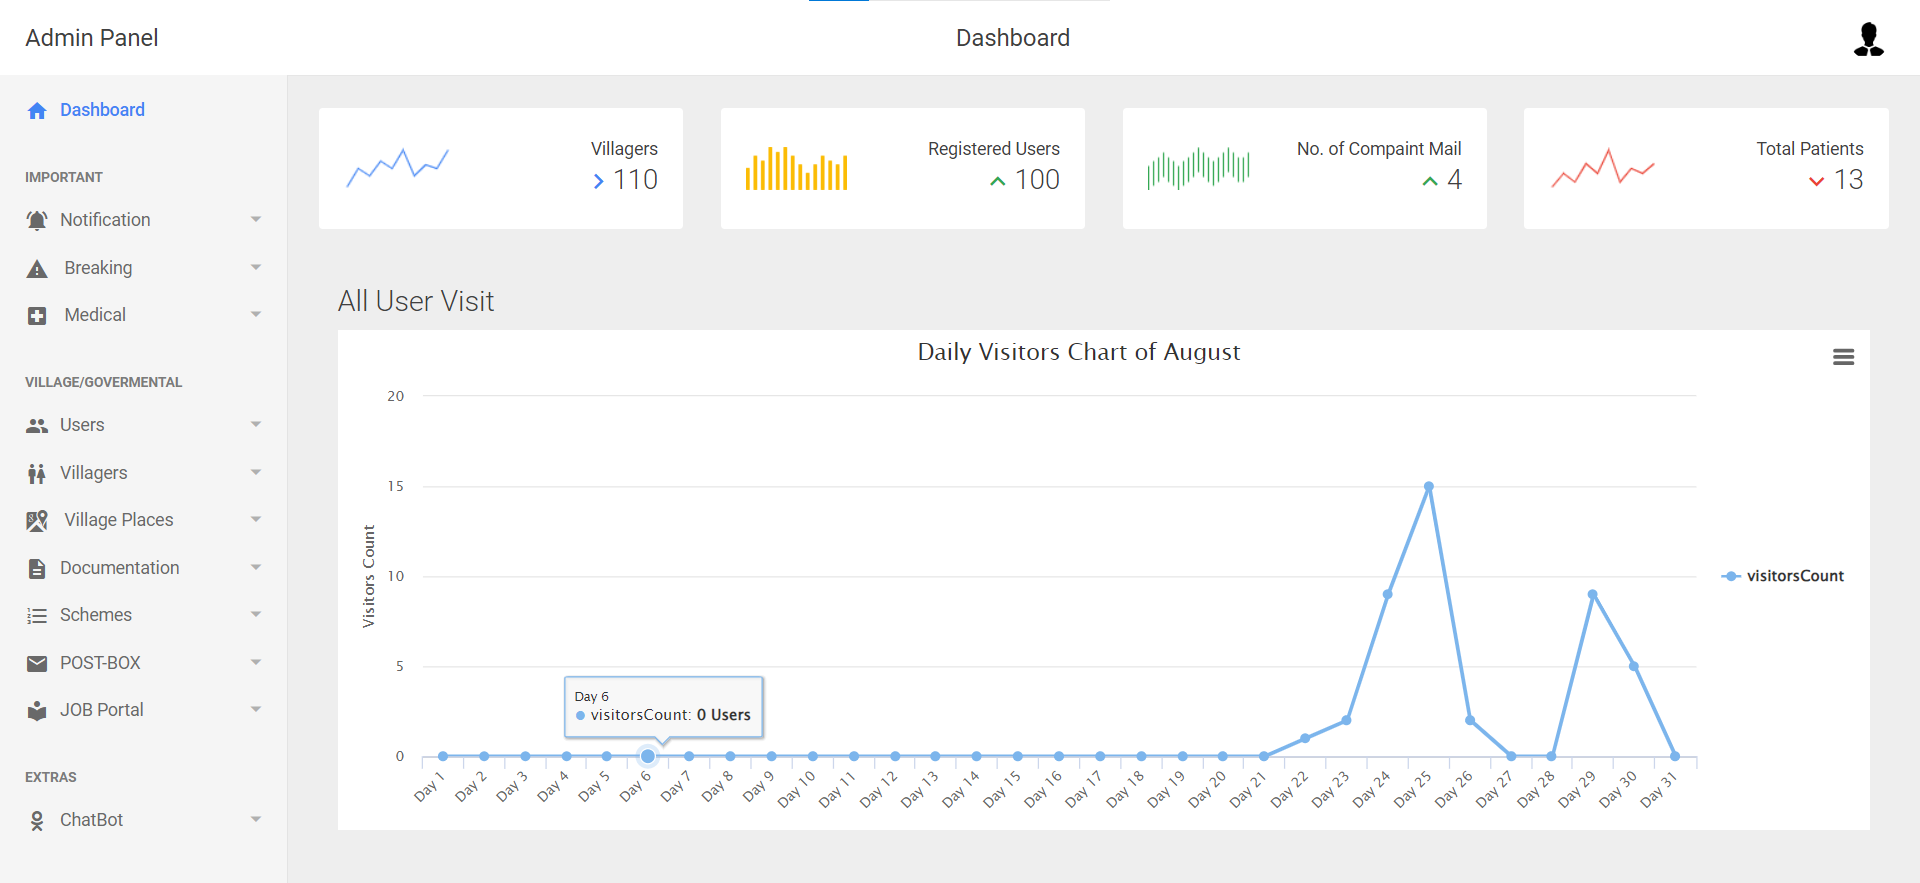 Admin Panel
Dashboard
Dashboard
IMPORTANT
Notification
Breaking
Medical
VILLAGE/GOVERMENTAL
Users
Villagers
Village Places
Documentation
Schemes
POST-BOX
JOB Portal
EXTRAS
ChatBot
Villagers
110
Registered Users
100
No. of Compaint Mail
4
Total Patients
13
All User Visit
Daily Visitors Chart of August
Visitors Count
20
15
10
5
0
Day 6
visitorsCount: 0 Users
visitorsCount
Day 1
Day 2
Day 3
Day 4
Day 5
Day 6
Day 7
Day 8
Day 9
Day 10
Day 11
Day 12
Day 13
Day 14
Day 15
Day 16
Day 17
Day 18
Day 19
Day 20
Day 21
Day 22
Day 23
Day 24
Day 25
Day 26
Day 27
Day 28
Day 29
Day 30
Day 31